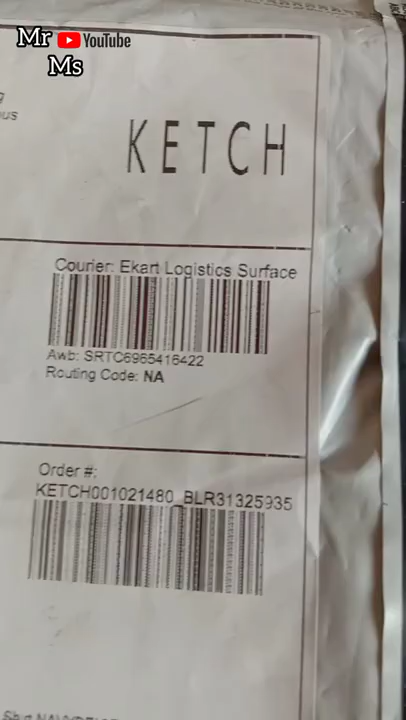 Mr YouTube
Ms
KETCH
Courier: Ekart Logistics Surface
Awb: SRTC6965416422
Routing Code: NA
Order #:
KETCH001021480_BLR31325935